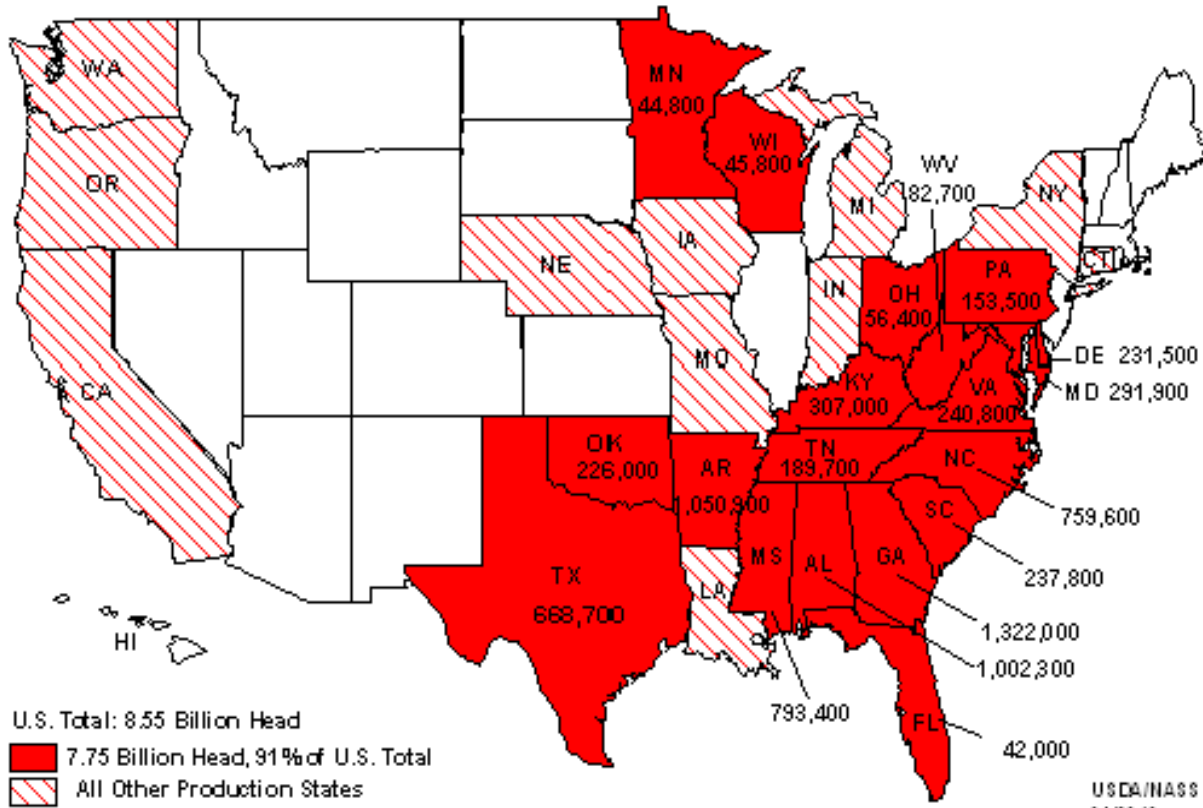 WA
MN
44,800
OR
WI
45,800
WV
82,700
NY
MI
IA
CT
NE
PA
153,500
IN
OH
56,400
MO
DE 231,500
CA
KY
307,000
VA
240,800
MD 291,900
OK
226,000
AR
TN
189,700
NC
759,600
SC
237,800
MS
AL
GA
TX
668,700
LA
1,322,000
HI
1,002,300
793,400
FL
42,000
U.S. Total: 8.55 Billion Head
7.75 Billion Head, 91% of U.S. Total
All Other Production States
USDA/NASS